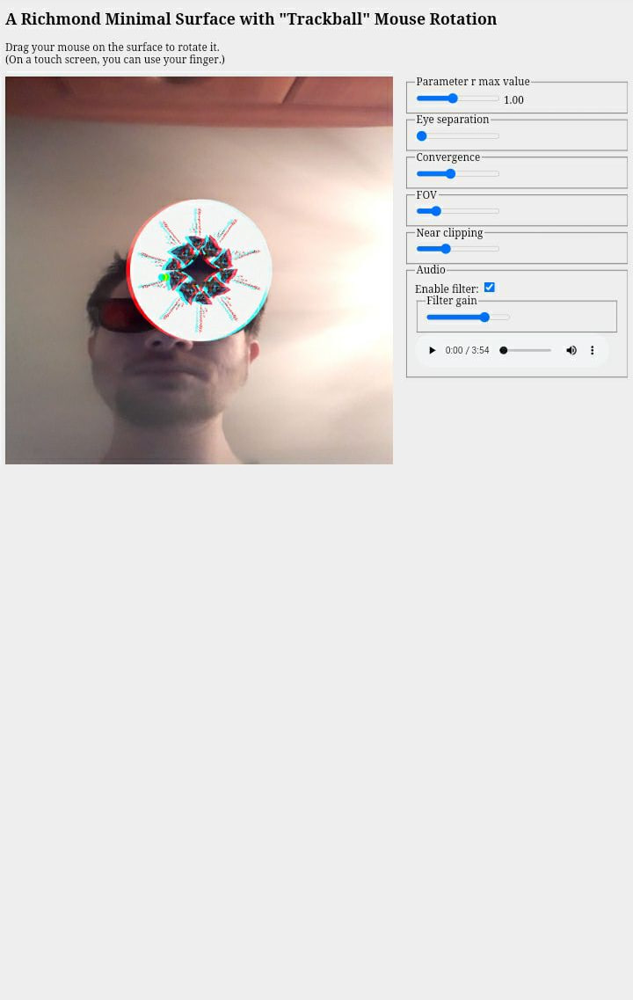 A Richmond Minimal Surface with "Trackball" Mouse Rotation
Drag your mouse on the surface to rotate it.
(On a touch screen, you can use your finger.)
Parameter r max value
1.00
Eye separation
Convergence
FOV
Near clipping
Audio
Enable filter:
Filter gain
0:00 / 3:54